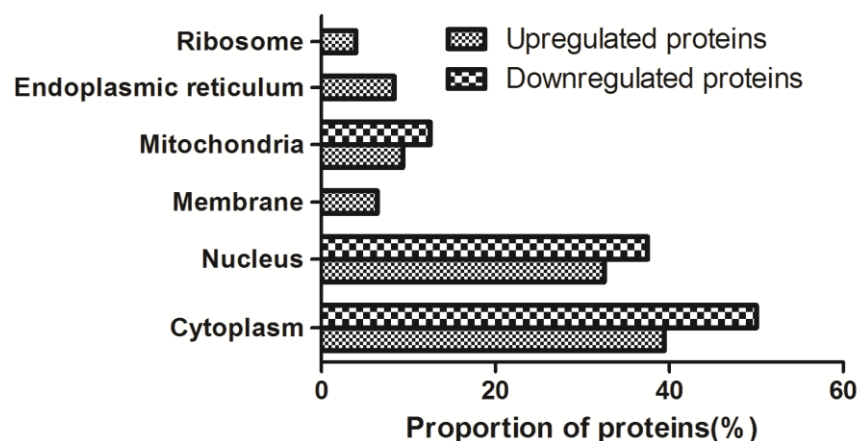 Ribosome
Upregulated proteins
Endoplasmic reticulum
Downregulated proteins
Mitochondria
Membrane
Nucleus
Cytoplasm
0 20 40 60
Proportion of proteins(%)